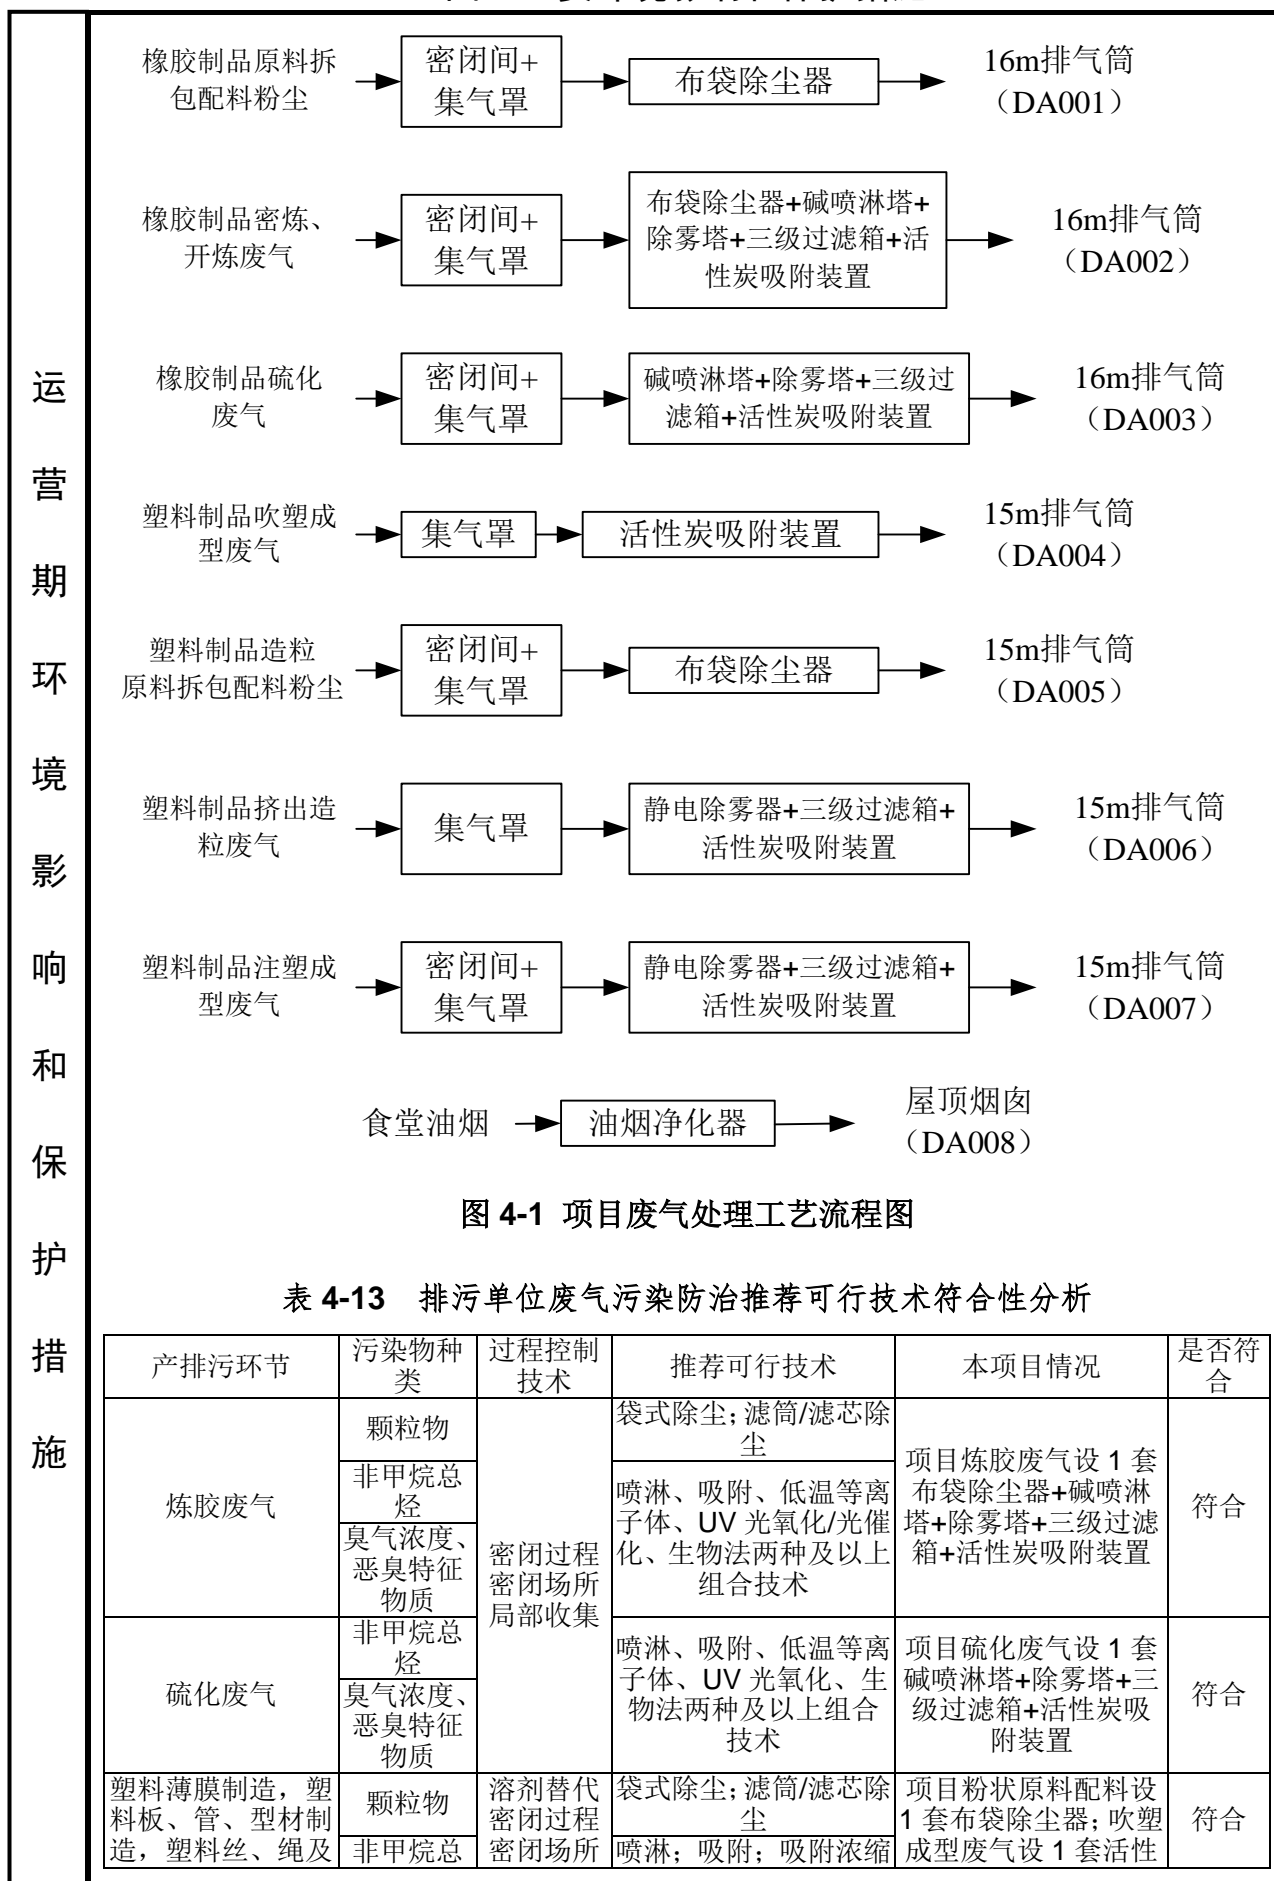 橡胶制品原料拆
包配料粉尘
密闭间+
集气罩
布袋除尘器
16m排气筒
（DA001）
橡胶制品密炼、
开炼废气
密闭间+
集气罩
布袋除尘器+碱喷淋塔+
除雾塔+三级过滤箱+活
性炭吸附装置
16m排气筒
（DA002）
橡胶制品硫化
废气
密闭间+
集气罩
碱喷淋塔+除雾塔+三级过
滤箱+活性炭吸附装置
16m排气筒
（DA003）
塑料制品吹塑成
型废气
集气罩
活性炭吸附装置
15m排气筒
（DA004）
塑料制品造粒
原料拆包配料粉尘
密闭间+
集气罩
布袋除尘器
15m排气筒
（DA005）
塑料制品挤出造
粒废气
集气罩
静电除雾器+三级过滤箱+
活性炭吸附装置
15m排气筒
（DA006）
塑料制品注塑成
型废气
密闭间+
集气罩
静电除雾器+三级过滤箱+
活性炭吸附装置
15m排气筒
（DA007）
食堂油烟
油烟净化器
屋顶烟囱
（DA008）
图 4-1 项目废气处理工艺流程图
运
营
期
环
境
影
响
和
保
护
措
施
表 4-13 排污单位废气污染防治推荐可行技术符合性分析
产排污环节
污染物种
类
过程控制
技术
推荐可行技术
本项目情况
是否符
合
炼胶废气
颗粒物
密闭过程
密闭场所
局部收集
袋式除尘；滤筒/滤芯除
尘
项目炼胶废气设 1 套
布袋除尘器+碱喷淋
塔+除雾塔+三级过滤
箱+活性炭吸附装置
符合
非甲烷总
烃
喷淋、吸附、低温等离
子体、UV 光氧化/光催
化、生物法两种及以上
组合技术
臭气浓度、
恶臭特征
物质
硫化废气
非甲烷总
烃
喷淋、吸附、低温等离
子体、UV 光氧化、生
物法两种及以上组合
技术
项目硫化废气设 1 套
碱喷淋塔+除雾塔+三
级过滤箱+活性炭吸
附装置
符合
臭气浓度、
恶臭特征
物质
塑料薄膜制造，塑
料板、管、型材制
造，塑料丝、绳及
颗粒物
溶剂替代
密闭过程
密闭场所
袋式除尘；滤筒/滤芯除
尘
项目粉状原料配料设
1 套布袋除尘器；吹塑
成型废气设 1 套活性
符合
非甲烷总
喷淋；吸附；吸附浓缩